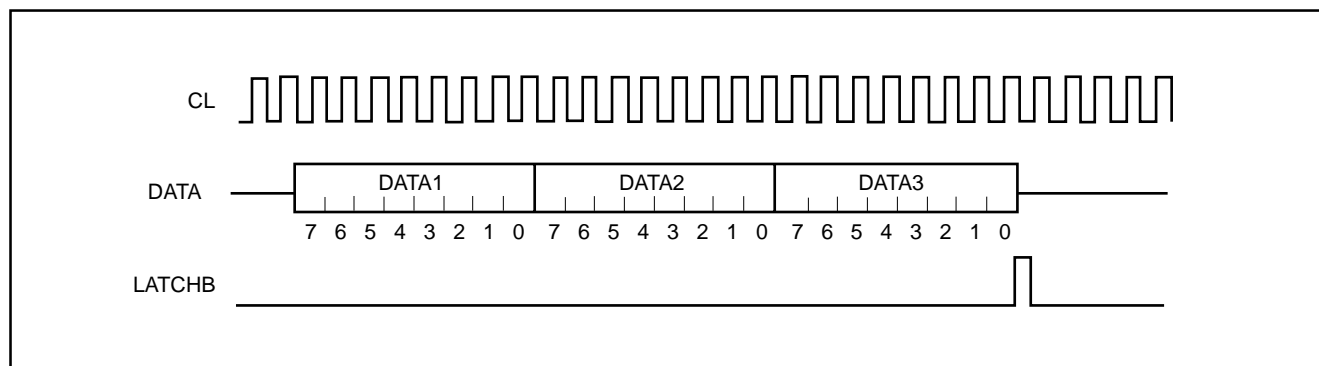 CL
DATA
DATA1 DATA2 DATA3
7 6 5 4 3 2 1 0 7 6 5 4 3 2 1 0 7 6 5 4 3 2 1 0
LATCHB